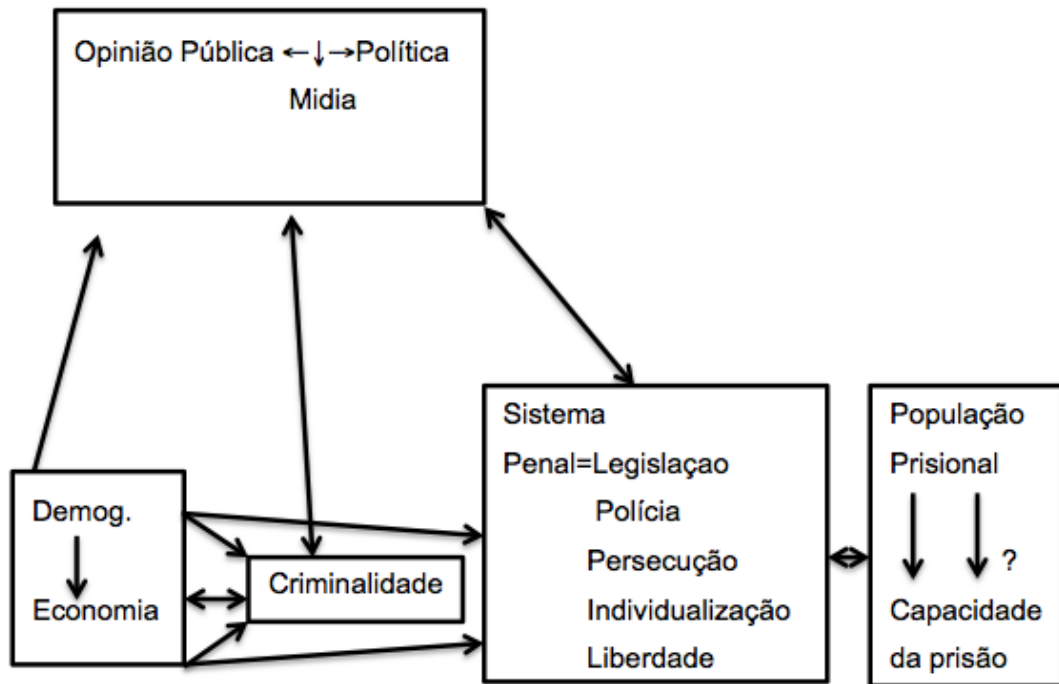 Opinião Pública ←↓→Política
Midia
Demog.
Economia
Criminalidade
Sistema
Penal=Legislaçao
Polícia
Persecução
Individualização
Liberdade
População
Prisional
?
Capacidade
da prisão